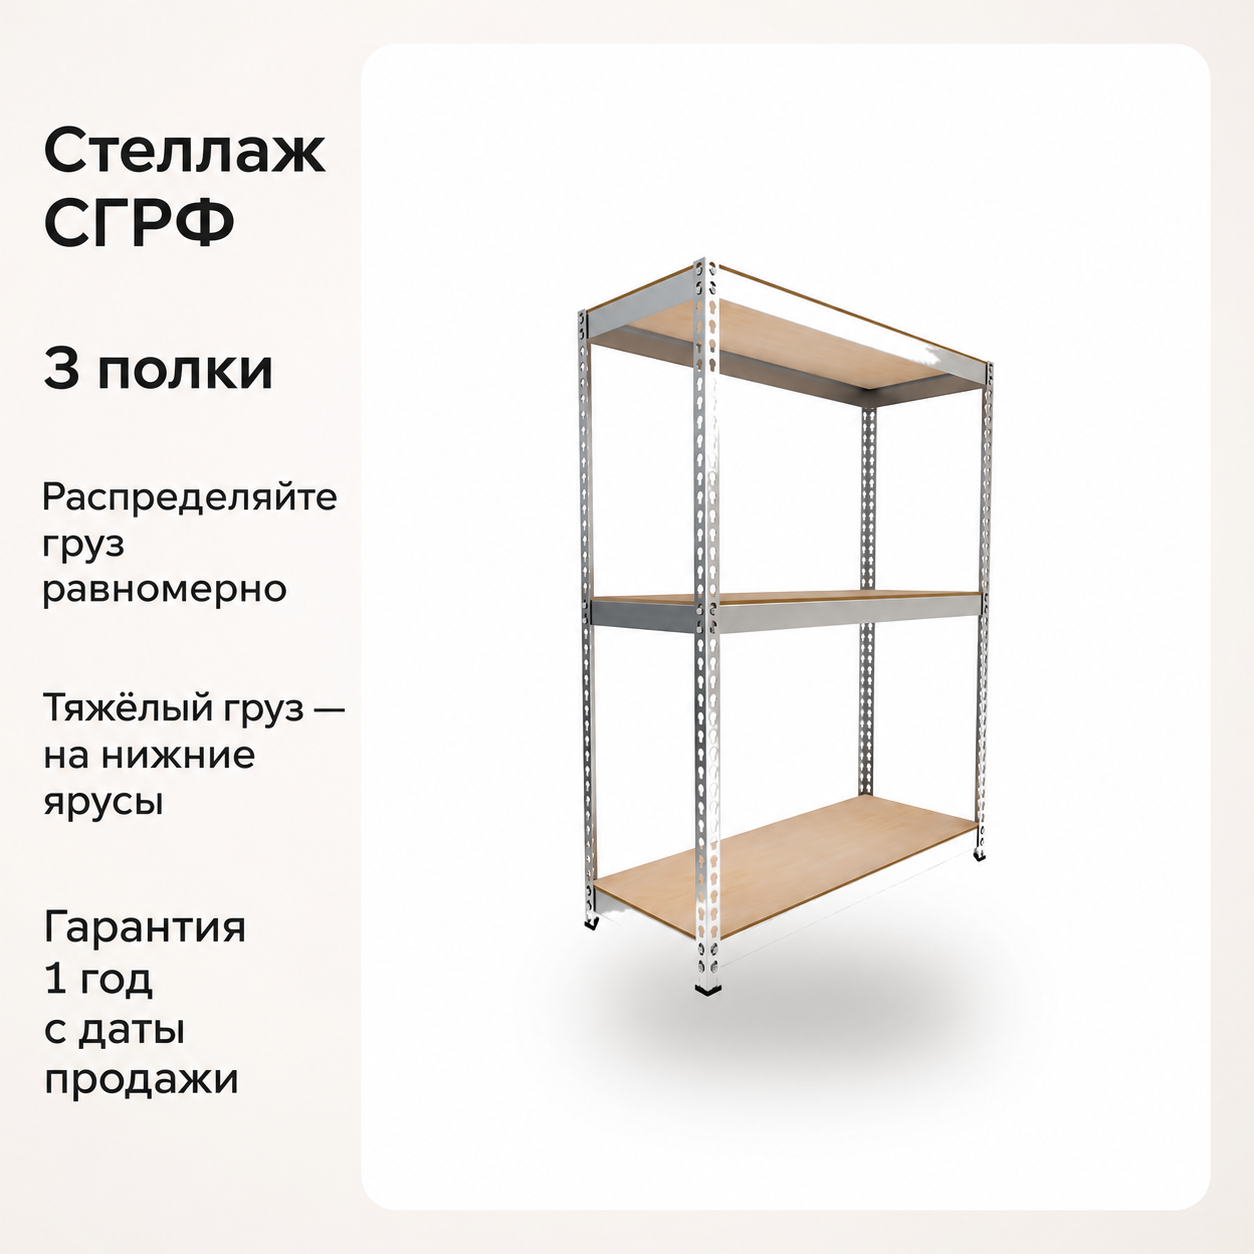 Стеллаж
СГРФ
3 полки
Распределяйте
груз
равномерно
Тяжёлый груз —
на нижние
ярусы
Гарантия
1 год
с даты
продажи